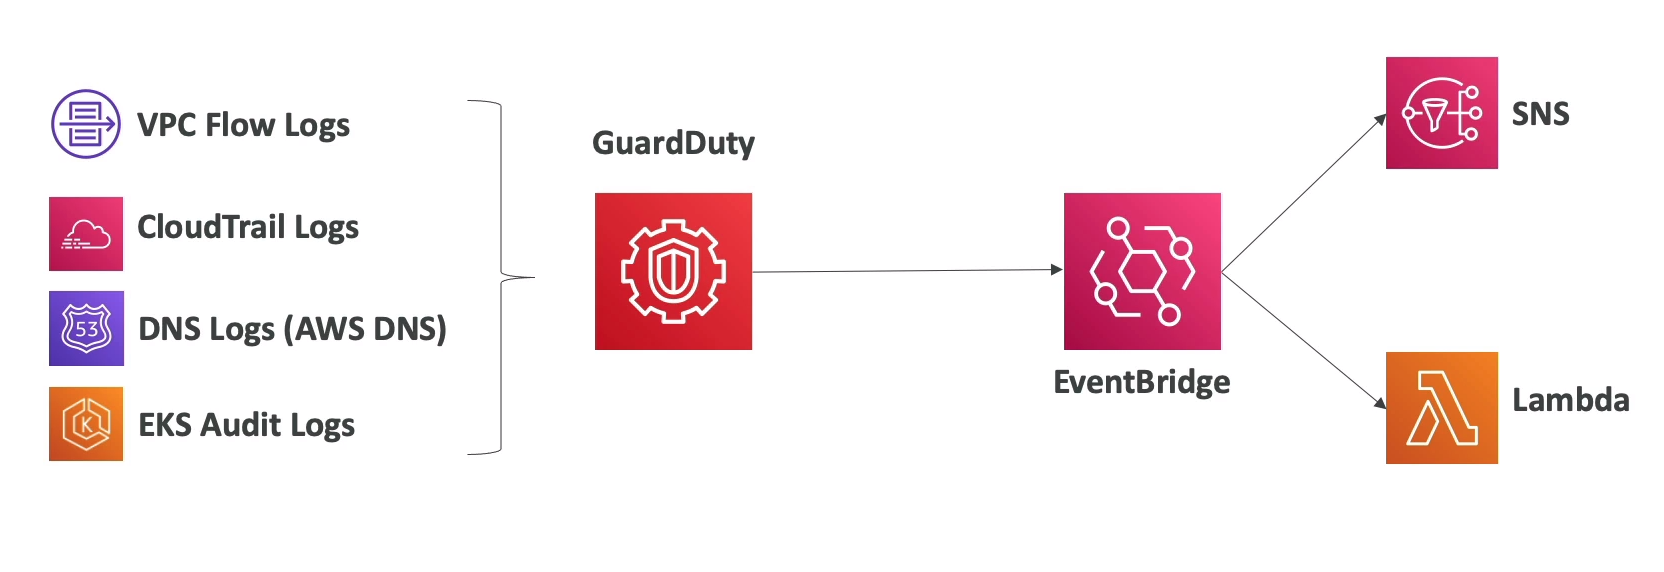 VPC Flow Logs
CloudTrail Logs
53
DNS Logs (AWS DNS)
K
EKS Audit Logs
GuardDuty
EventBridge
SNS
Lambda